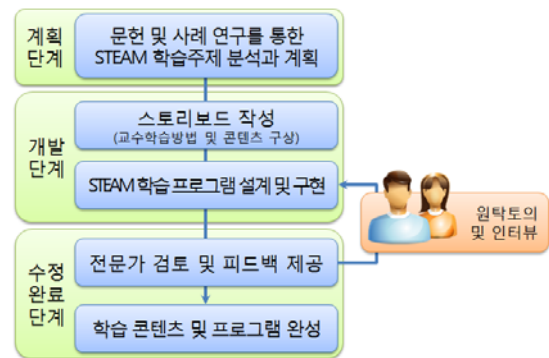 계획
단계
문헌 및 사례 연구를 통한
STEAM 학습주제 분석과 계획
개발
단계
스토리보드 작성
(교수학습방법 및 콘텐츠 구상)
STEAM 학습 프로그램 설계 및 구현
원탁토의
및 인터뷰
수정
완료
단계
전문가 검토 및 피드백 제공
학습 콘텐츠 및 프로그램 완성